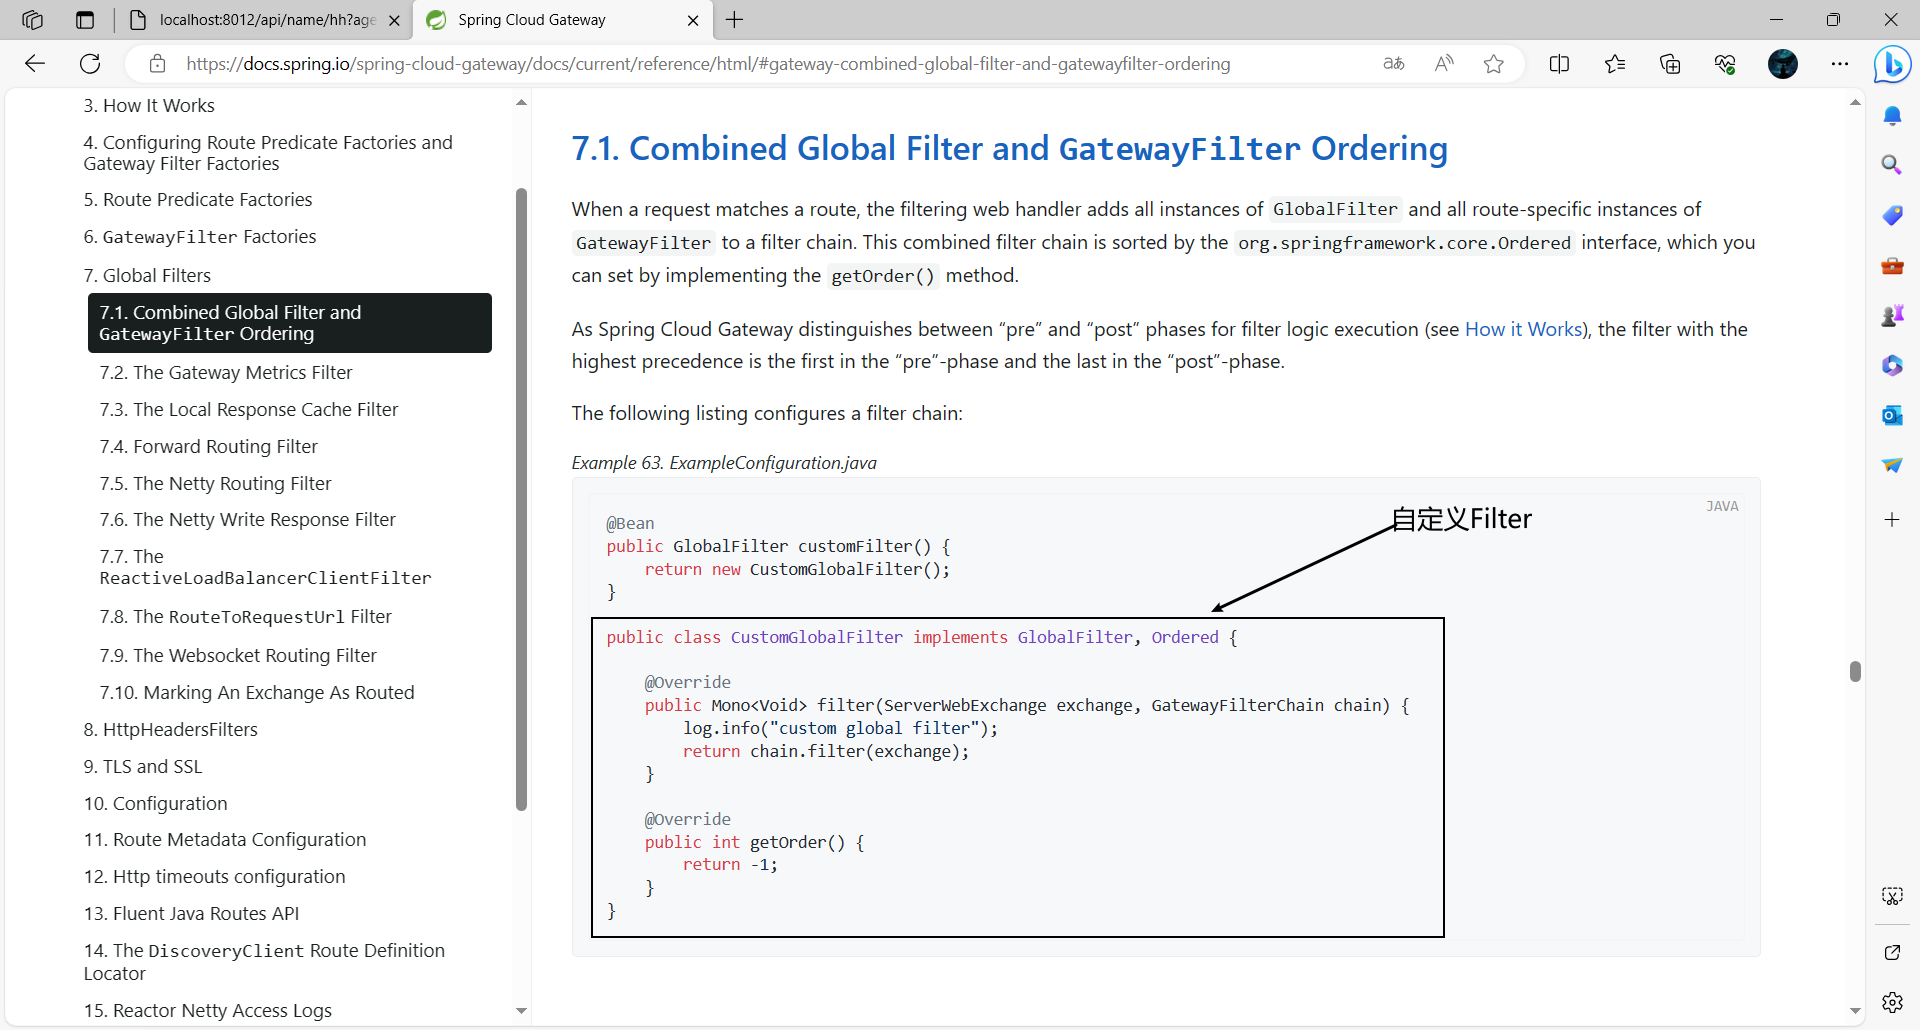 localhost:8012/api/name/hh?age
Spring Cloud Gateway
https://docs.spring.io/spring-cloud-gateway/docs/current/reference/html/#gateway-combined-global-filter-and-gatewayfilter-ordering
3. How It Works
4. Configuring Route Predicate Factories and
Gateway Filter Factories
5. Route Predicate Factories
6. GatewayFilter Factories
7. Global Filters
7.1. Combined Global Filter and
GatewayFilter Ordering
7.2. The Gateway Metrics Filter
7.3. The Local Response Cache Filter
7.4. Forward Routing Filter
7.5. The Netty Routing Filter
7.6. The Netty Write Response Filter
7.7. The
ReactiveLoadBalancerClientFilter
7.8. The RouteToRequestUrl Filter
7.9. The Websocket Routing Filter
7.10. Marking An Exchange As Routed
8. HttpHeadersFilters
9. TLS and SSL
10. Configuration
11. Route Metadata Configuration
12. Http timeouts configuration
13. Fluent Java Routes API
14. The DiscoveryClient Route Definition
Locator
15. Reactor Netty Access Logs
7.1. Combined Global Filter and GatewayFilter Ordering
When a request matches a route, the filtering web handler adds all instances of GlobalFilter and all route-specific instances of
GatewayFilter to a filter chain. This combined filter chain is sorted by the org.springframework.core.Ordered interface, which you
can set by implementing the getOrder() method.
As Spring Cloud Gateway distinguishes between “pre” and “post” phases for filter logic execution (see How it Works), the filter with the
highest precedence is the first in the “pre”-phase and the last in the “post”-phase.
The following listing configures a filter chain:
Example 63. ExampleConfiguration.java
JAVA
自定义Filter
@Bean
public GlobalFilter customFilter() {
    return new CustomGlobalFilter();
}
public class CustomGlobalFilter implements GlobalFilter, Ordered {
    @Override
    public Mono<Void> filter(ServerWebExchange exchange, GatewayFilterChain chain) {
        log.info("custom global filter");
        return chain.filter(exchange);
    }
    @Override
    public int getOrder() {
        return -1;
    }
}